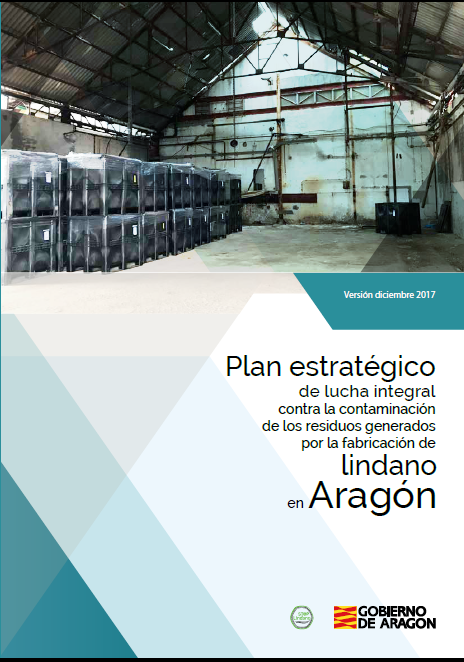 Versión diciembre 2017
Plan estratégico
de lucha integral
contra la contaminación
de los residuos generados
por la fabricación de
lindano
en Aragón
GOBIERNO
DE ARAGON